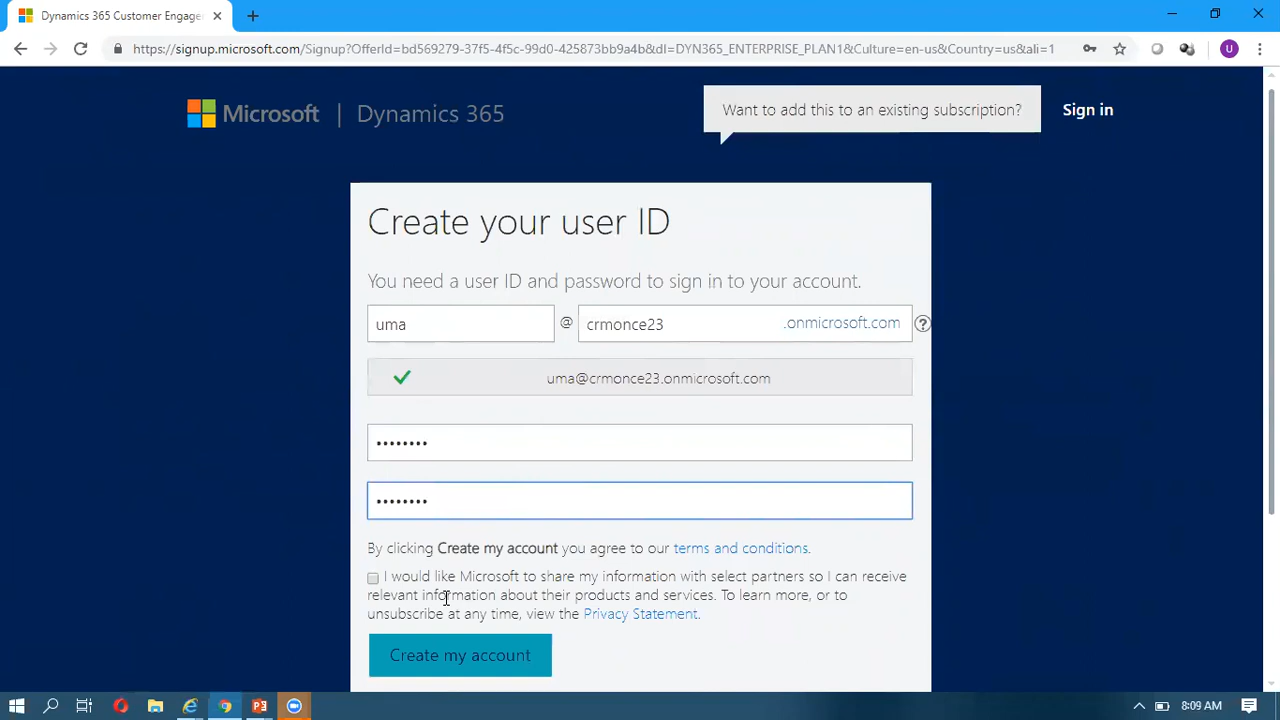 Dynamics 365 Customer Engage
https://signup.microsoft.com/Signup?OfferId=bd569279-37f5-4f5c-99d0-425873bb9a4b&dl=DYN365_ENTERPRISE_PLAN1&Culture=en-us&Country=us&ali=1
U
Microsoft | Dynamics 365
Want to add this to an existing subscription?
Sign in
Create your user ID
You need a user ID and password to sign in to your account.
uma @ crmonce23 .onmicrosoft.com ?
uma@crmonce23.onmicrosoft.com
••••••••
••••••••
By clicking Create my account you agree to our terms and conditions.
I would like Microsoft to share my information with select partners so I can receive
relevant information about their products and services. To learn more, or to
unsubscribe at any time, view the Privacy Statement.
Create my account
8:09 AM